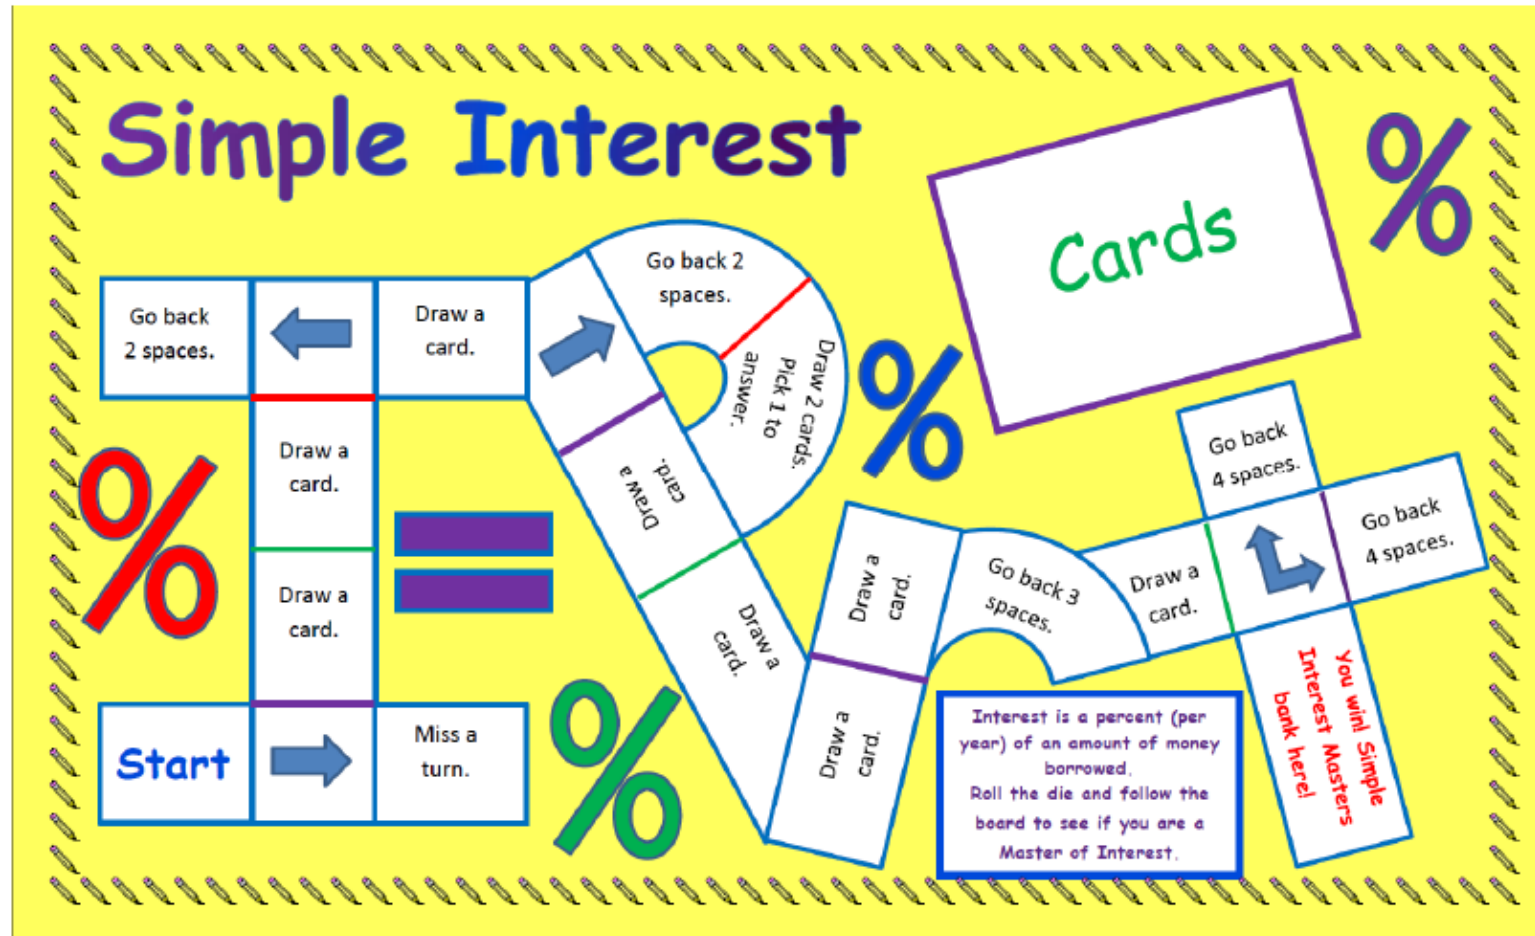 Simple Interest
Cards
%
%
%
%
Go back
2 spaces.
Draw a
card.
Draw a
card.
Draw a
card.
Start
Miss a
turn.
Go back 2
spaces.
Draw 2 cards.
Pick 1 to
answer.
Draw a
card.
Draw a
card.
Draw a
card.
Draw a
card.
Go back 3
spaces.
Draw a
card.
Go back
4 spaces.
Go back
4 spaces.
You win! Simple
Interest Masters
bank here!
Interest is a percent (per
year) of an amount of money
borrowed.
Roll the die and follow the
board to see if you are a
Master of Interest.